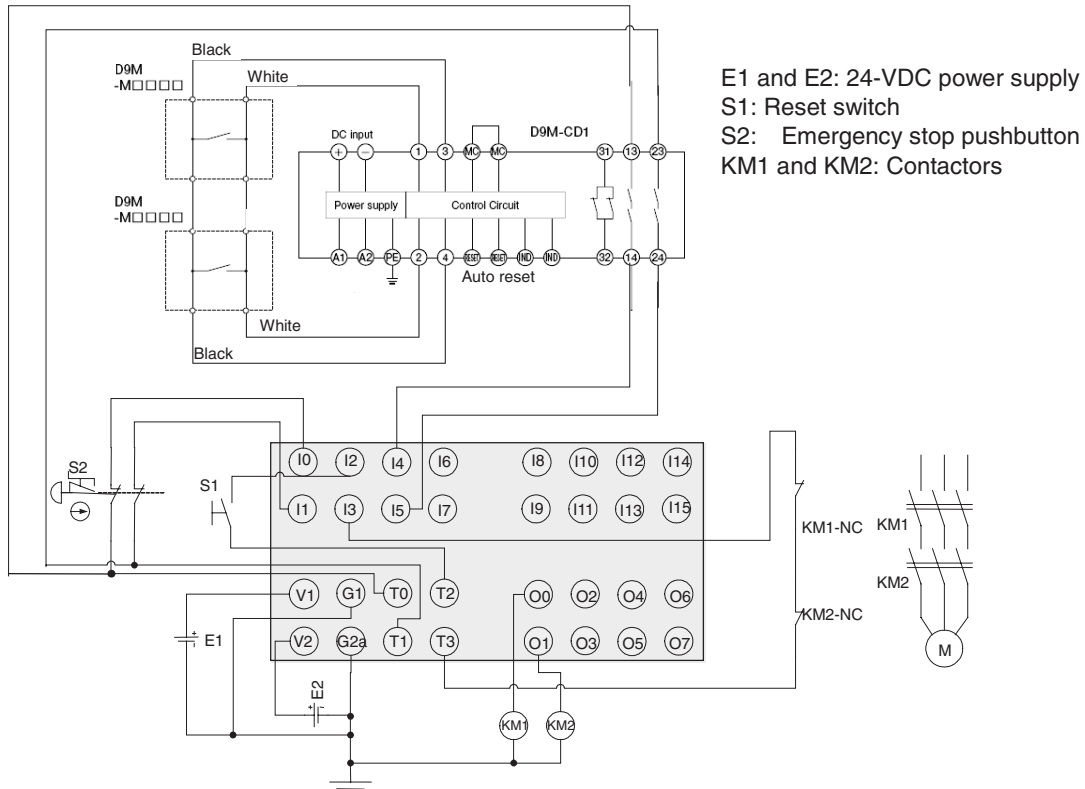 Black
D9M
-M□□□□
White
E1 and E2: 24-VDC power supply
S1: Reset switch
S2: Emergency stop pushbutton
KM1 and KM2: Contactors
DC input
D9M-CD1
+ − 1 3 MC MC 31 13 23
D9M
-M□□□□
Power supply
Control Circuit
A1 A2 PE 2 4 RESET RESET IND IND 32 14 24
Auto reset
White
Black
S2
S1
I0 I2 I4 I6 I8 I10 I12 I14
I1 I3 I5 I7 I9 I11 I13 I15
KM1-NC
KM1
KM2
V1 G1 T0 T2 O0 O2 O4 O6
KM2-NC
E1
V2 G2a T1 T3 O1 O3 O5 O7
M
+ E2 -
KM1 KM2